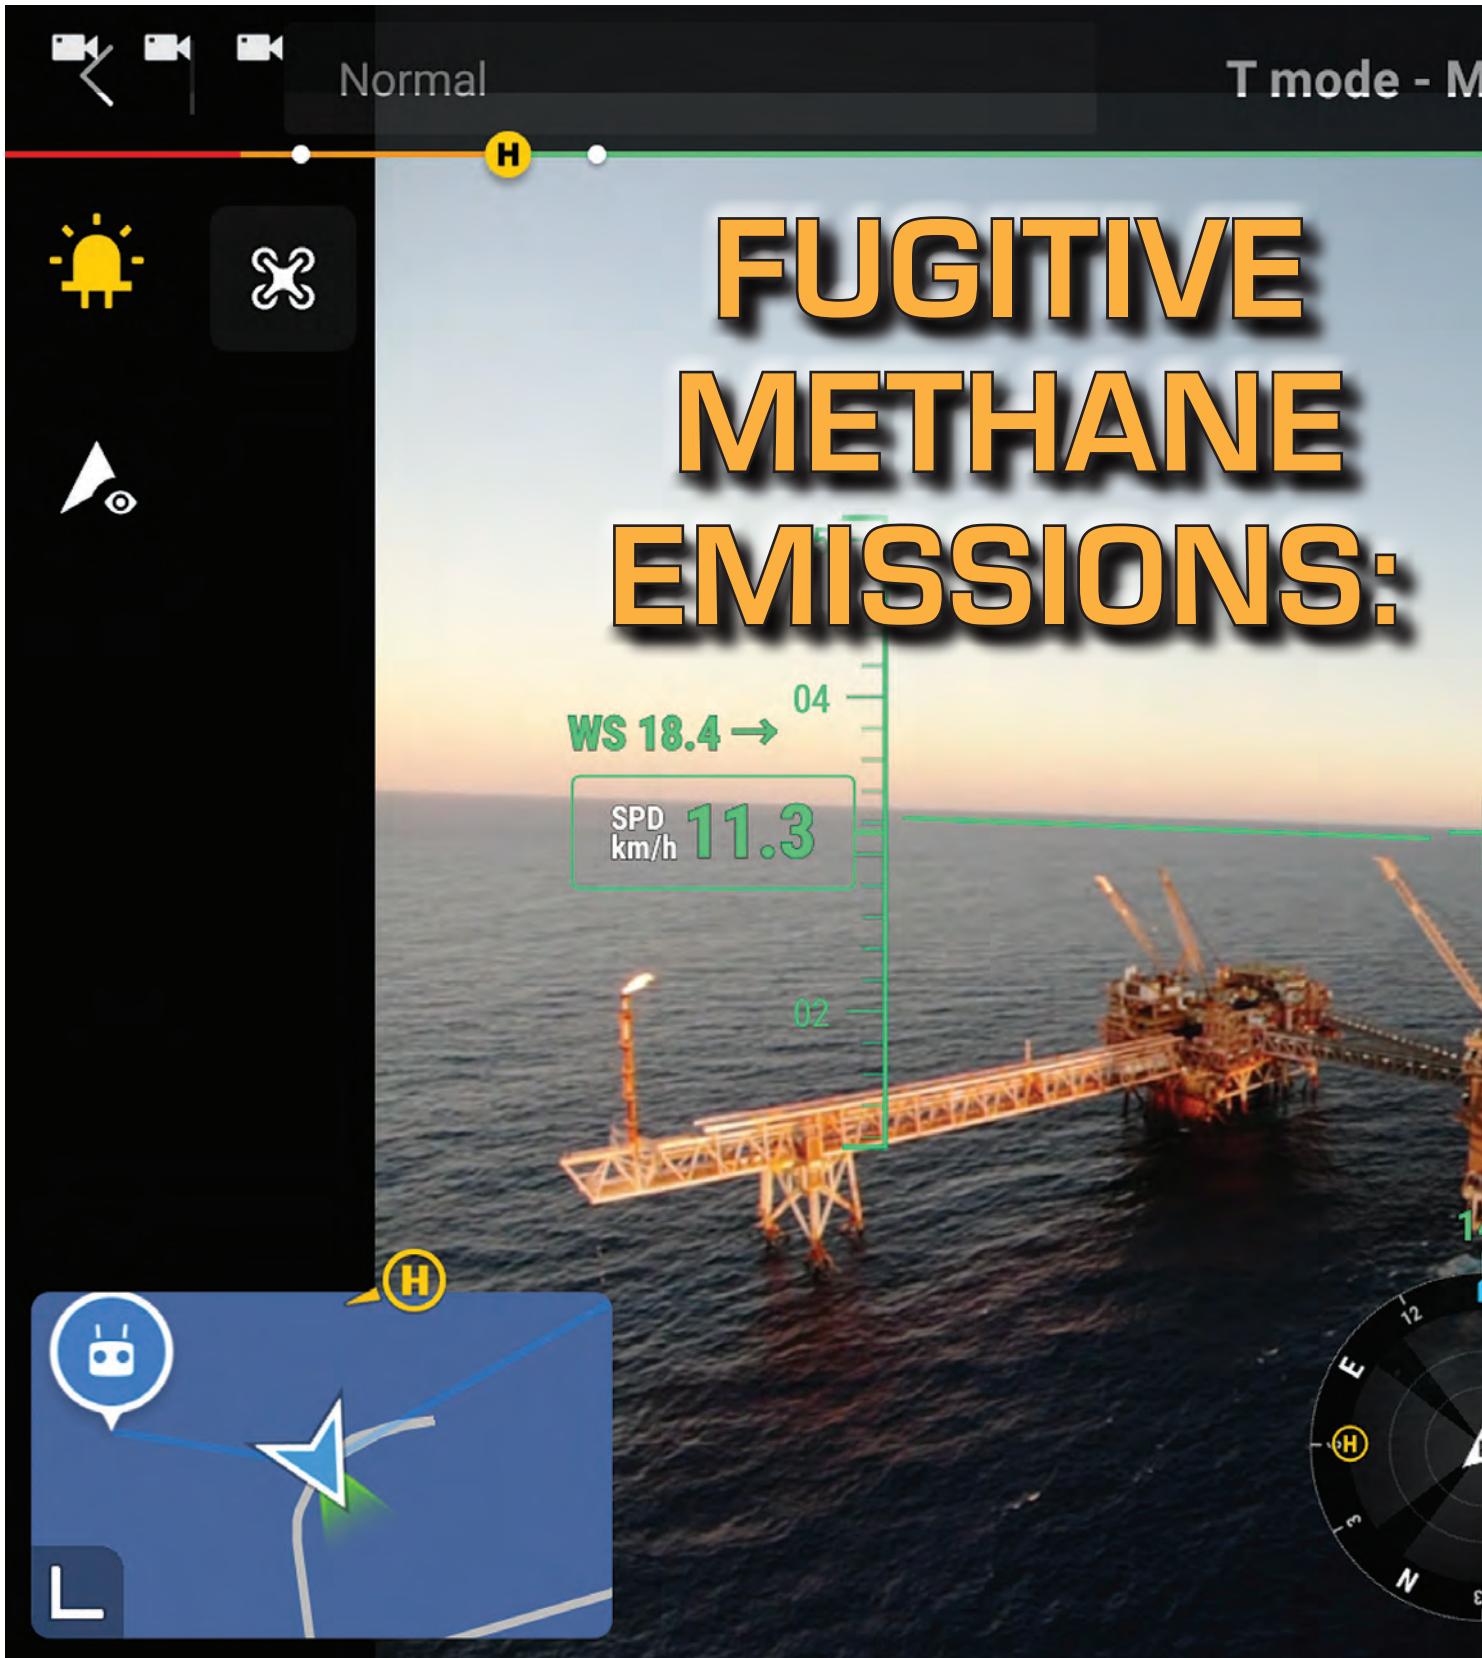 Normal
T mode - M
H
FUGITIVE
METHANE
EMISSIONS:
04
WS 18.4 →
SPD
km/h
11.3
02
H
12
E
H
3
N